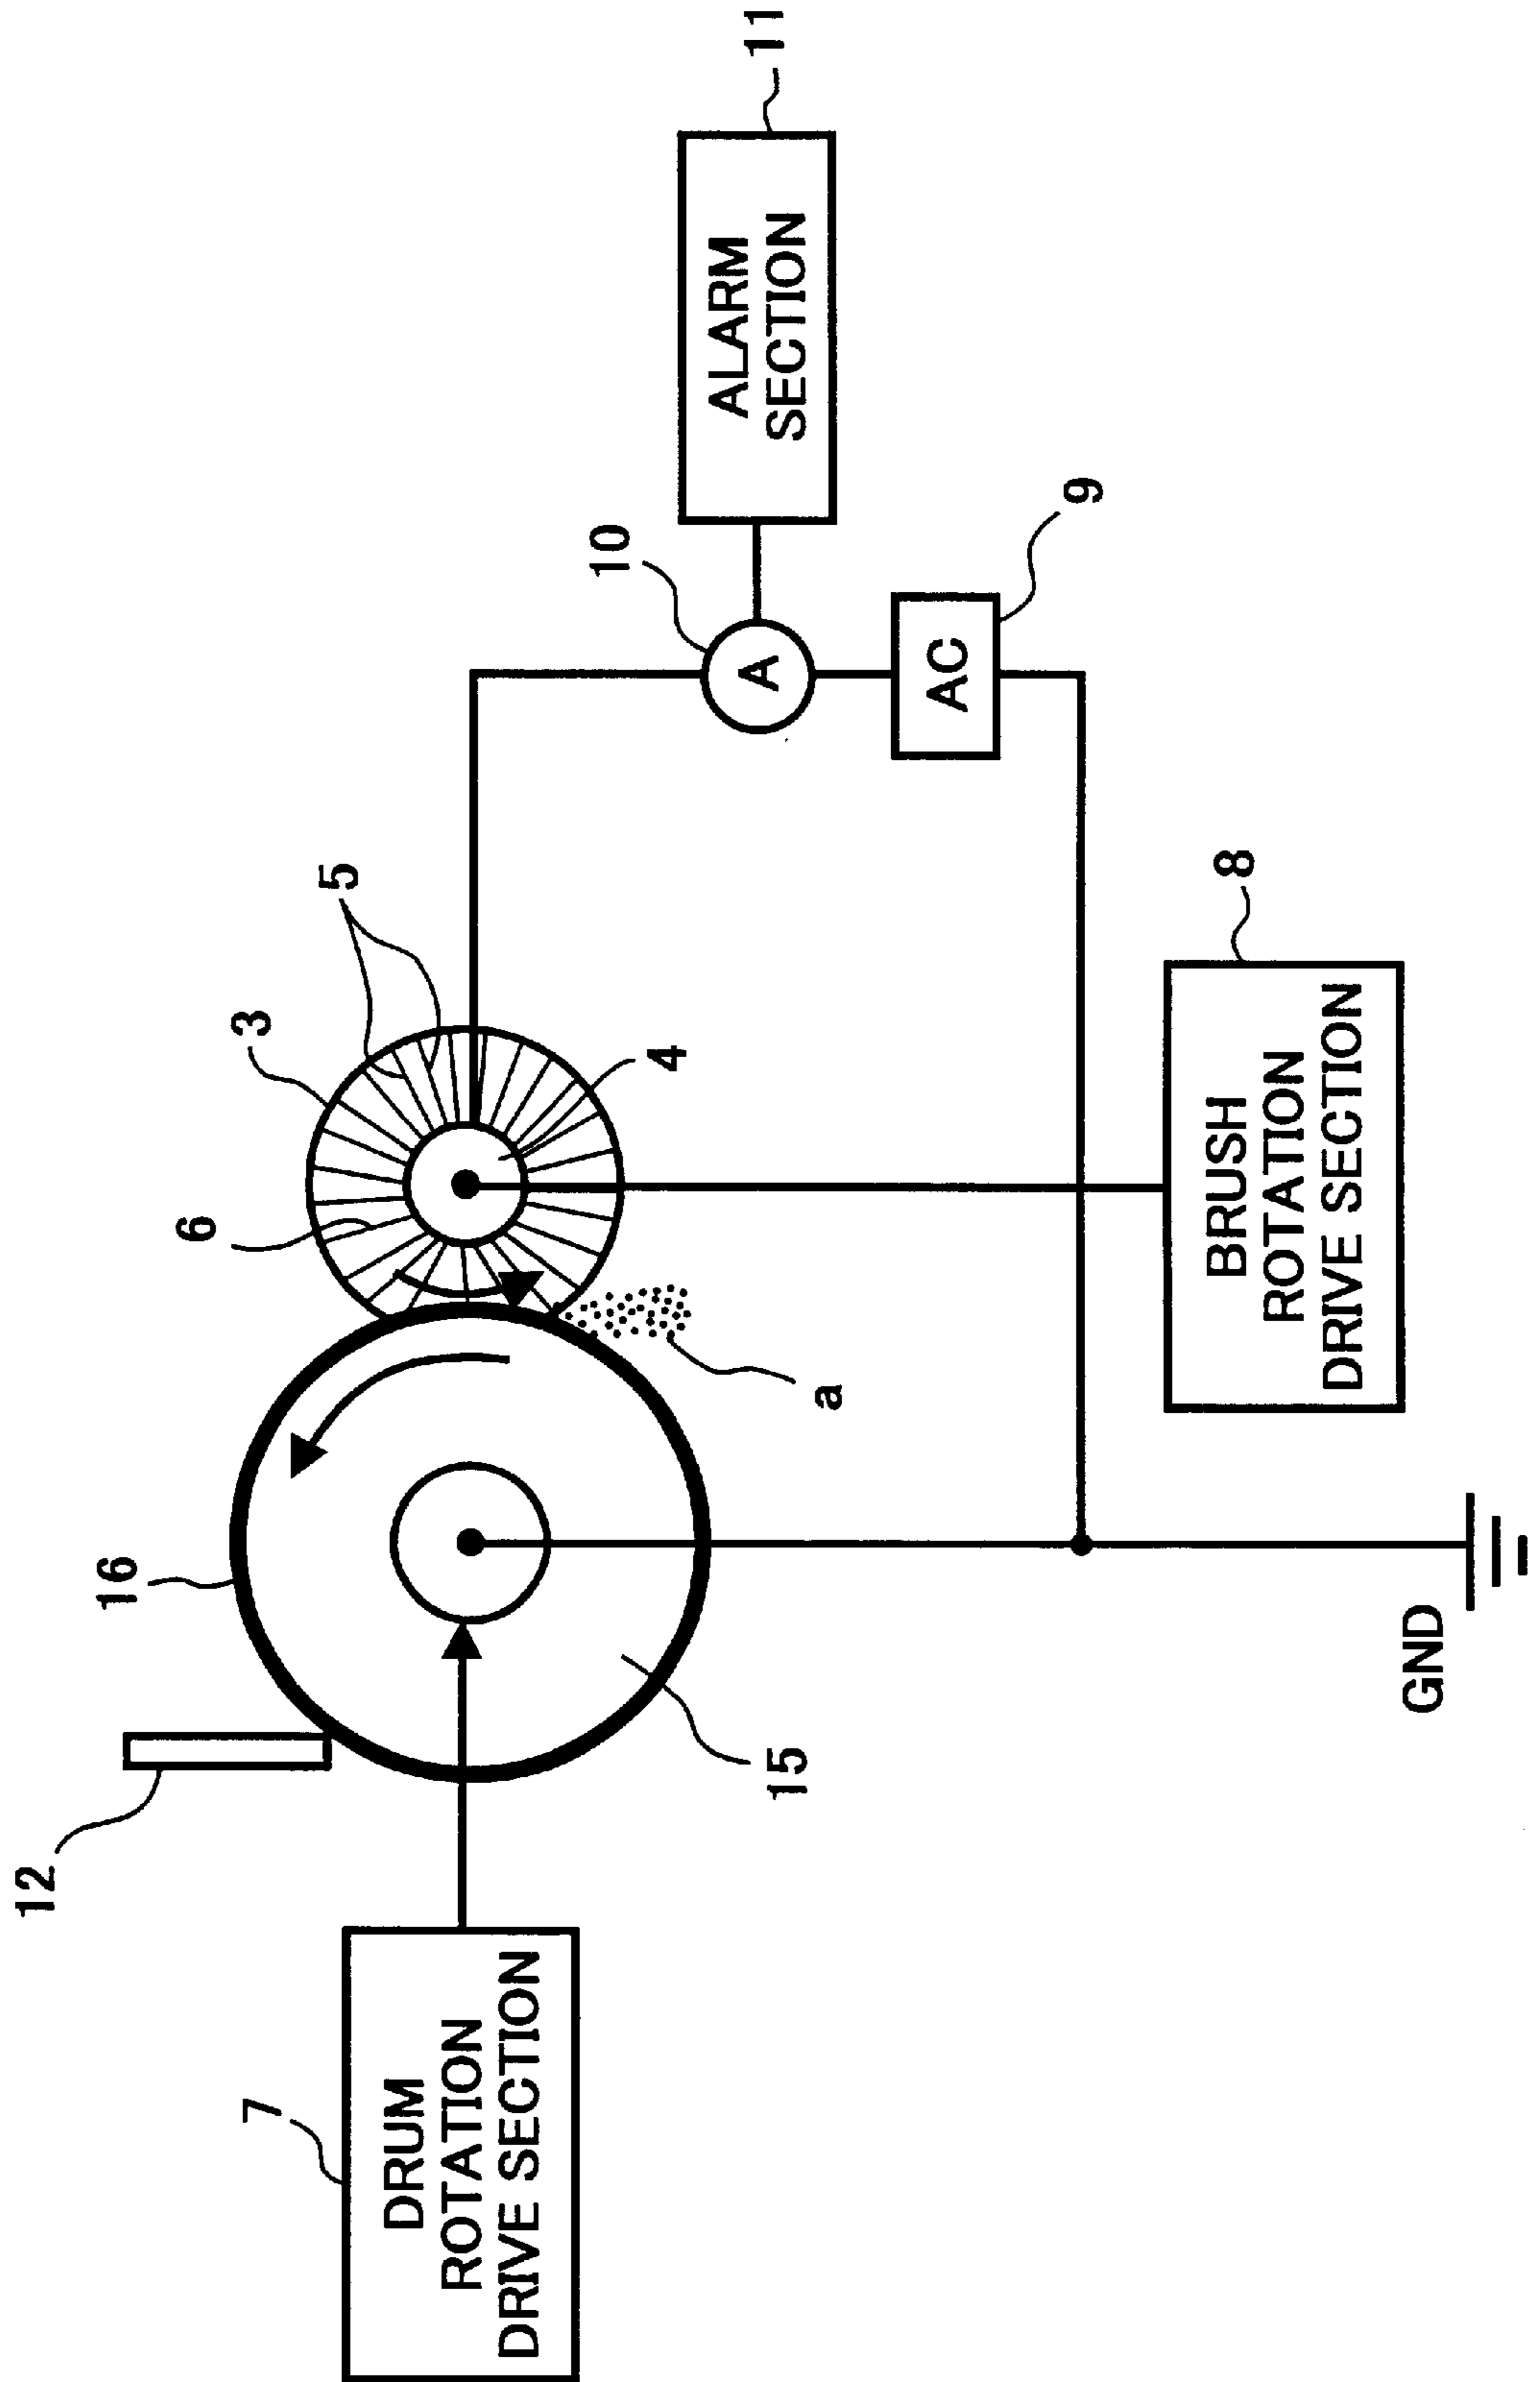 12
16
7
DRUM
ROTATION
DRIVE SECTION
15
6
3
5
4
a
10
A
11
ALARM
SECTION
AC
9
8
BRUSH
ROTATION
DRIVE SECTION
GND